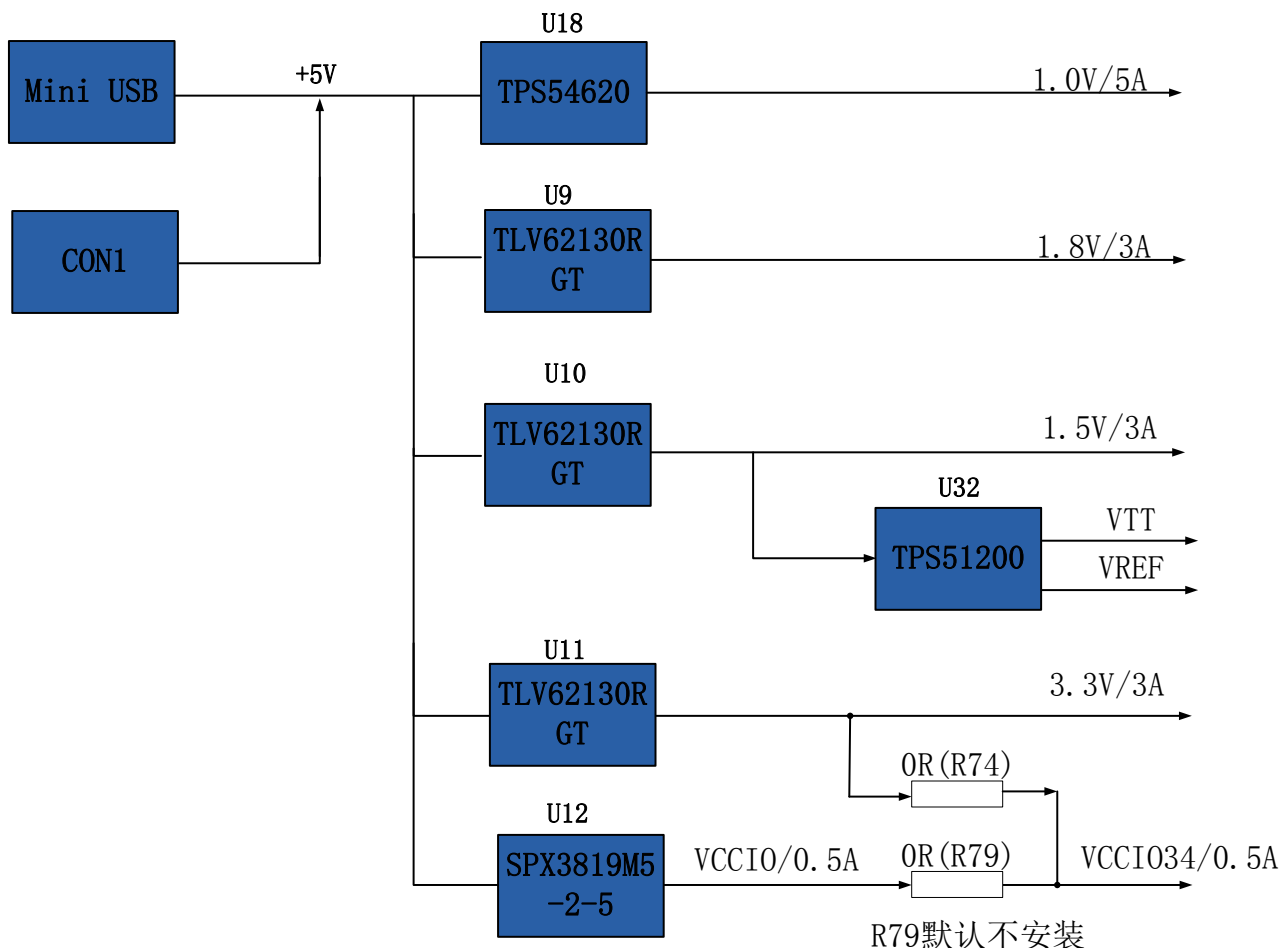 U18
Mini USB
+5V
TPS54620
1.0V/5A
U9
CON1
TLV62130R
GT
1.8V/3A
U10
TLV62130R
GT
1.5V/3A
U32
TPS51200
VTT
VREF
U11
TLV62130R
GT
3.3V/3A
0R(R74)
U12
SPX3819M5
-2-5
VCCIO/0.5A
0R(R79)
VCCIO34/0.5A
R79默认不安装